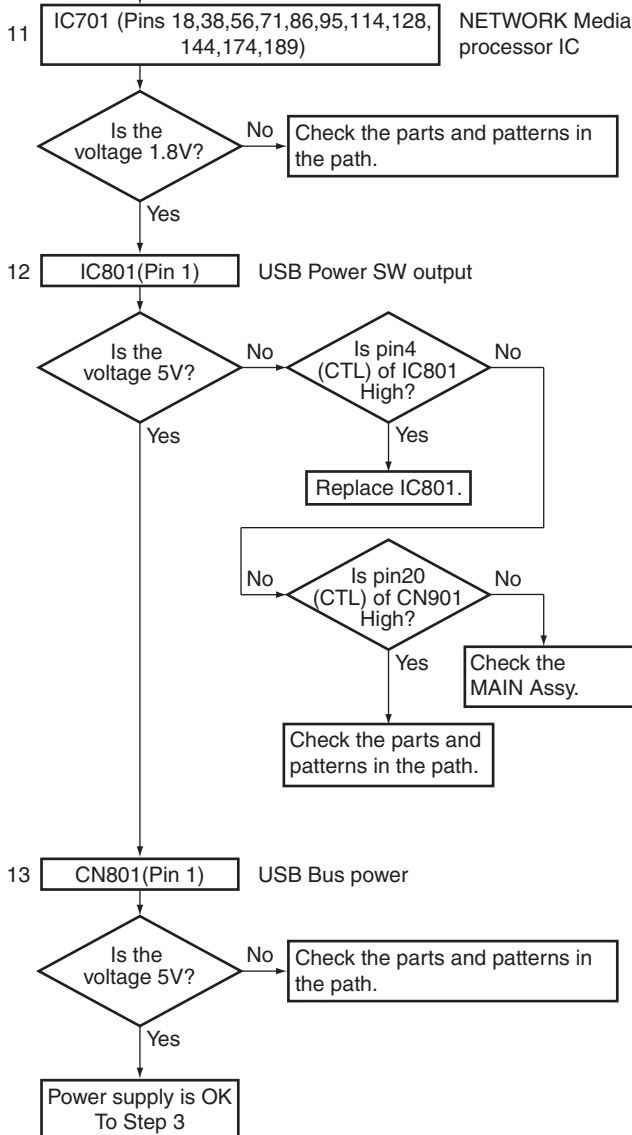 11
IC701 (Pins 18,38,56,71,86,95,114,128,
144,174,189)
NETWORK Media
processor IC
Is the
voltage 1.8V?
No
Check the parts and patterns in
the path.
Yes
12
IC801(Pin 1)
USB Power SW output
Is the
voltage 5V?
No
Is pin4
(CTL) of IC801
High?
No
Yes
Yes
Replace IC801.
No
Is pin20
(CTL) of CN901
High?
No
Yes
Check the
MAIN Assy.
Check the parts and
patterns in the path.
13
CN801(Pin 1)
USB Bus power
Is the
voltage 5V?
No
Check the parts and patterns in
the path.
Yes
Power supply is OK
To Step 3